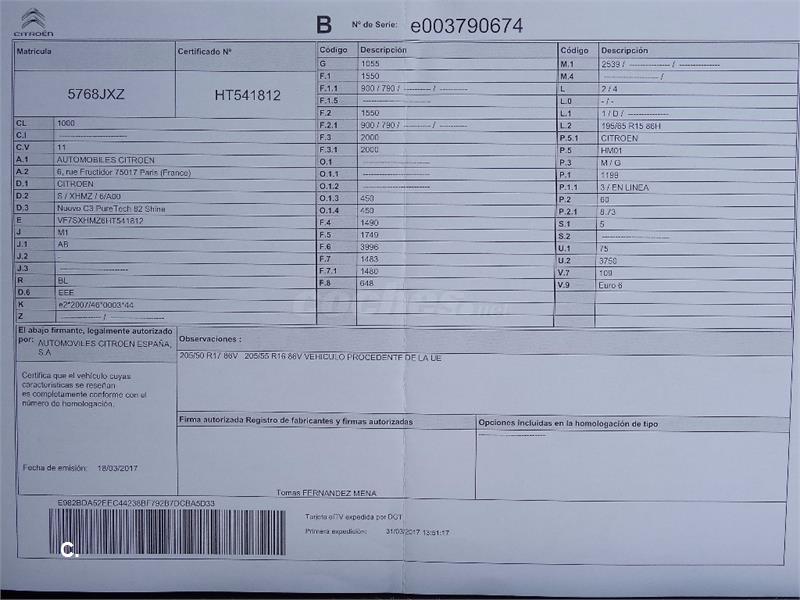 CITROËN
B Nº de Serie: e003790674
Matrícula
5768JXZ
Certificado Nº
HT541812
CL 1000
C.I --------------------
C.V 11
A.1 AUTOMOBILES CITROEN
A.2 6, rue Fructidor 75017 Paris (France)
D.1 CITROEN
D.2 S / XHMZ / 6/A00
D.3 Nuevo C3 PureTech 82 Shine
E VF7SXHMZ6HT541812
J M1
J.1 AB
J.2 -
J.3 --------------------
R BL
D.6 EEE
K e2*2007/46*0003*44
Z ------------ / ------------------
Código Descripción
G 1055
F.1 1550
F.1.1 900 / 790 / ---------- / ----------
F.1.5 --------------------
F.2 1550
F.2.1 900 / 790 / ---------- / ----------
F.3 2000
F.3.1 2000
O.1 --------------------
O.1.1 --------------------
O.1.2 --------------------
O.1.3 450
O.1.4 450
F.4 1490
F.5 1749
F.6 3996
F.7 1483
F.7.1 1480
F.8 648
Código Descripción
M.1 2539 / --------------- / ---------------
M.4 ------------------ /
L 2 / 4
L.0 - / -
L.1 1 / D / ---------------
L.2 195/65 R15 86H
P.5.1 CITROEN
P.5 HM01
P.3 M / G
P.1 1199
P.1.1 3 / EN LINEA
P.2 60
P.2.1 8.73
S.1 5
S.2 --------------------
U.1 75
U.2 3750
V.7 109
V.9 Euro 6
El abajo firmante, legalmente autorizado
por: AUTOMOVILES CITROEN ESPAÑA,
S.A
Certifica que el vehículo cuyas
características se reseñan
es completamente conforme con el
número de homologación.
Fecha de emisión: 18/03/2017
Observaciones :
205/50 R17 86V 205/55 R16 86V VEHICULO PROCEDENTE DE LA UE
Firma autorizada Registro de fabricantes y firmas autorizadas
Tomas FERNANDEZ MENA
Opciones incluidas en la homologación de tipo
--------------------
E982BDA52FEC44238BF792B7DCBA5D33
Tarjeta eITV expedida por DGT
Primera expedición: 31/03/2017 13:51:17
C.
coches.net